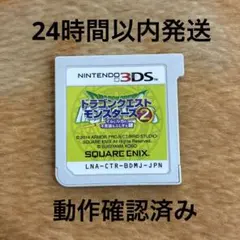 24時間以内発送
NINTENDO 3DS
ドラゴンクエスト
モンスターズ2
SQUARE ENIX.
LNA-CTR-BDMJ-JPN
動作確認済み